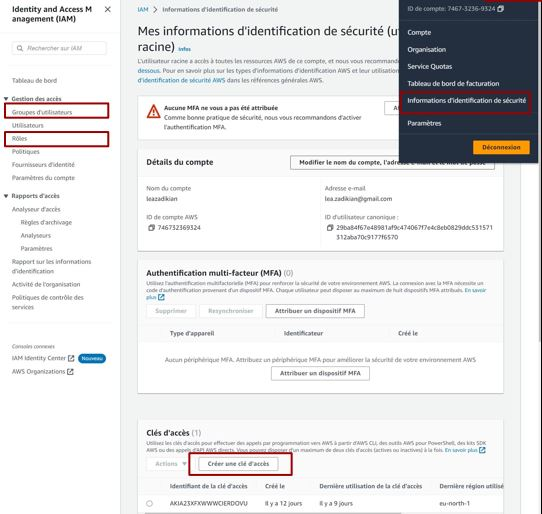 Identity and Access M
anagement (IAM)
Rechercher sur IAM
Tableau de bord
Gestion des accès
Groupes d'utilisateurs
Utilisateurs
Rôles
Politiques
Fournisseurs d'identité
Paramètres du compte
Rapports d'accès
Analyseur d'accès
Règles d'archivage
Analyseurs
Paramètres
Rapport sur les informations
d'identification
Activité de l'organisation
Politiques de contrôle des
services
Consoles connexes
IAM Identity Center
Nouveau
AWS Organizations
IAM > Informations d'identification de sécurité
Mes informations d'identification de sécurité (u
racine) Infos
L'utilisateur racine a accès à toutes les ressources AWS de ce compte, et nous vous recommando
dessous. Pour en savoir plus sur les types d'informations d'identification AWS et leur utilisation
d'identification de sécurité AWS dans les références générales AWS.
Aucune MFA ne vous a pas été attribuée
Comme bonne pratique de sécurité, nous vous recommandons d'activer
l'authentification MFA.
ID de compte: 7467-3236-9324
Compte
Organisation
Service Quotas
Tableau de bord de facturation
Informations d'identification de sécurité
Paramètres
Déconnexion
Détails du compte
Modifier le nom du compte, l'adresse e-mail et le mot de passe
Nom du compte
leazadikian
Adresse e-mail
lea.zadikian@gmail.com
ID de compte AWS
746732369324
ID d'utilisateur canonique :
29ba84f67e48981af9c474067f7e4c8eb0829ddc531571
312aba70c9177f6570
Authentification multi-facteur (MFA) (0)
Utilisez l'authentification multifactorielle (MFA) pour renforcer la sécurité de votre environnement AWS. La connexion avec la MFA nécessite un
code d'authentification provenant d'un dispositif MFA. Chaque utilisateur peut disposer au maximum de huit dispositifs MFA attribués. En savoir
plus
Supprimer
Resynchroniser
Attribuer un dispositif MFA
Type d'appareil
Identificateur
Créé le
Aucun périphérique MFA. Attribuez un périphérique MFA pour améliorer la sécurité de votre environnement AWS
Attribuer un dispositif MFA
Clés d'accès (1)
Utilisez les clés d'accès pour effectuer des appels par programmation vers AWS à partir d'AWS CLI, des outils AWS pour PowerShell, des kits SDK
AWS ou des appels d'API AWS directs. Vous pouvez disposer d'un maximum de deux clés d'accès (actives ou inactives) à la fois. En savoir plus
Actions
Créer une clé d'accès
Identifiant de la clé d'accès
Créé le
Dernière utilisation de la clé d'accès
Dernière région utilisé
AKIA23XFXWWWCIERDOVU
Il y a 12 jours
Il y a 9 jours
eu-north-1